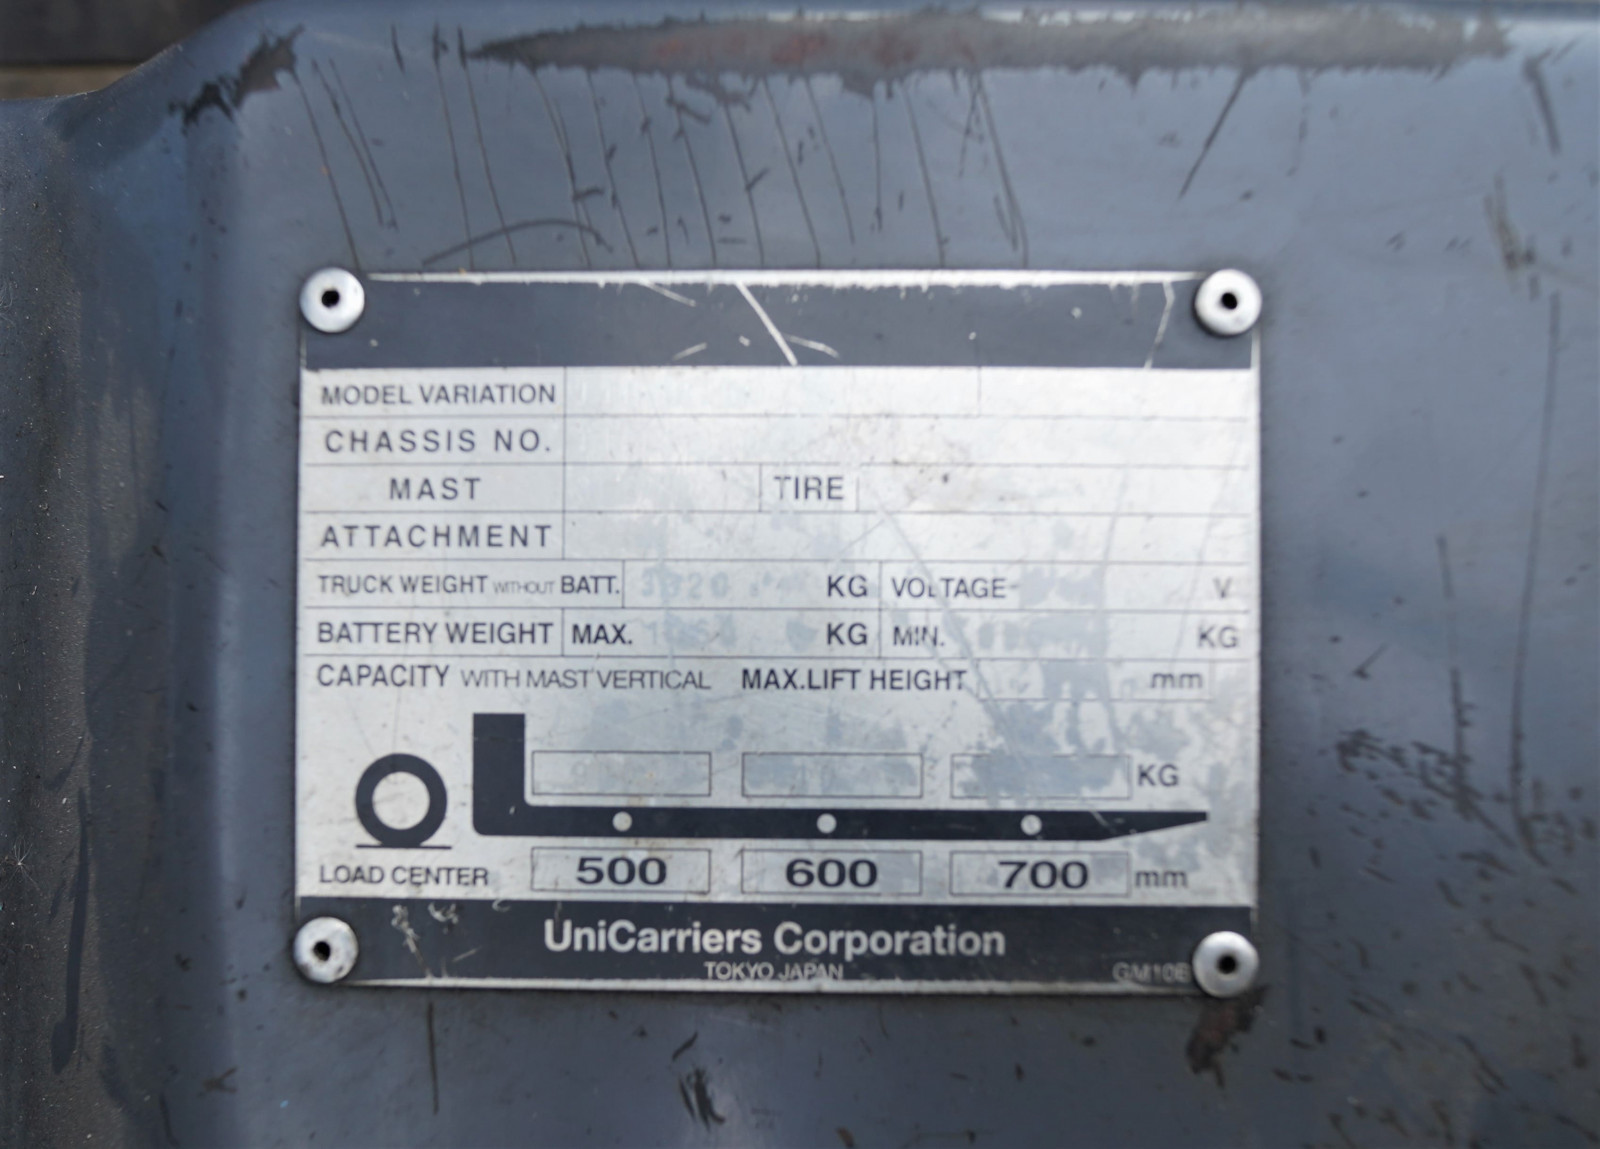 MODEL VARIATION
CHASSIS NO.
MAST TIRE
ATTACHMENT
TRUCK WEIGHT WITHOUT BATT. KG VOLTAGE V
BATTERY WEIGHT MAX. KG MIN. KG
CAPACITY WITH MAST VERTICAL MAX.LIFT HEIGHT mm
KG
LOAD CENTER 500 600 700 mm
UniCarriers Corporation
TOKYO JAPAN